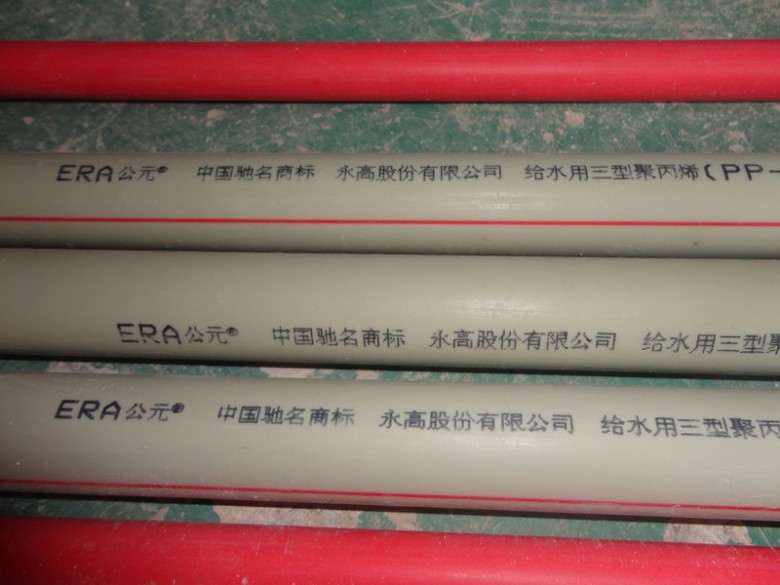 ERA公元® 中国驰名商标 永高股份有限公司 给水用三型聚丙烯(PP-
ERA公元® 中国驰名商标 永高股份有限公司 给水用三型聚
ERA公元® 中国驰名商标 永高股份有限公司 给水用三型聚丙